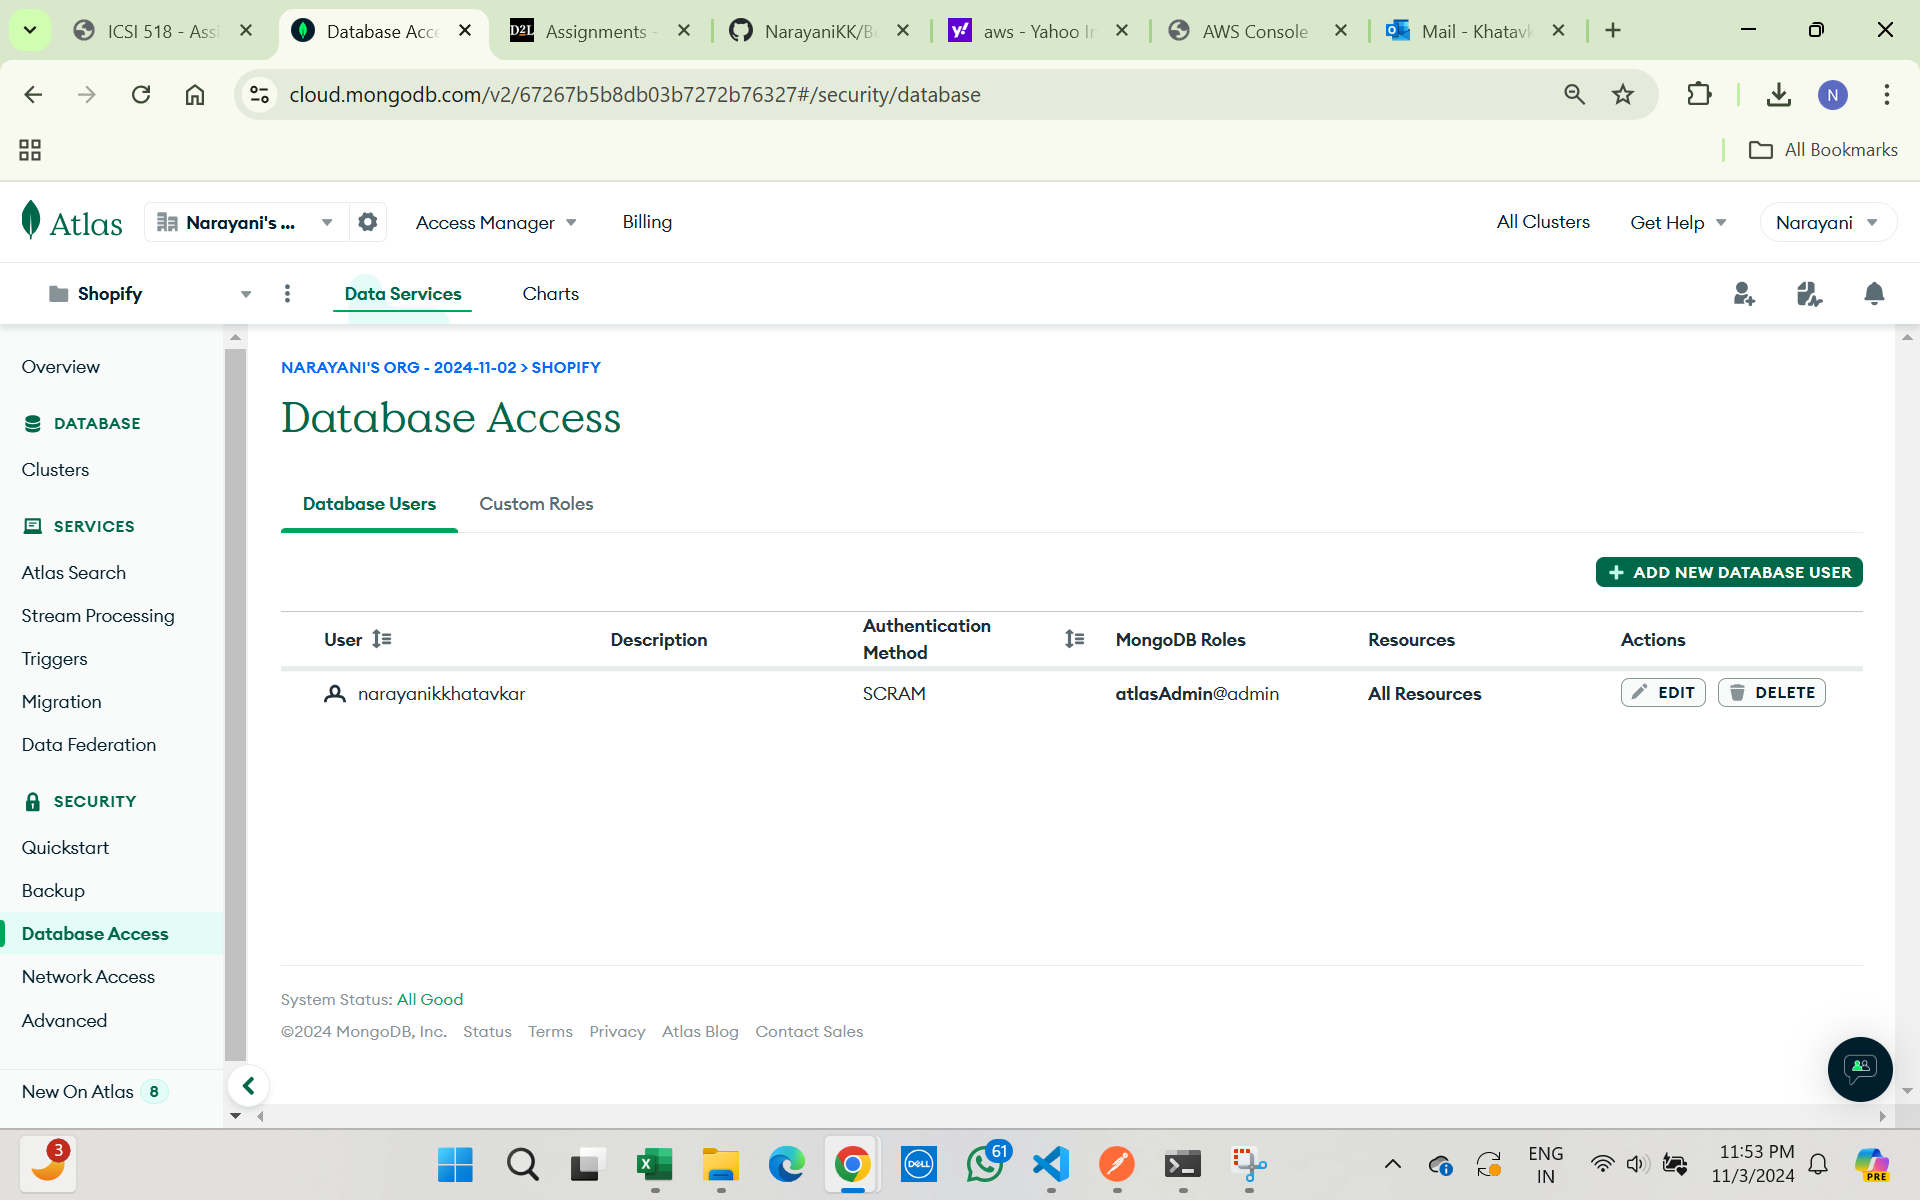 ICSI 518 - Assi
Database Acce
D2L Assignments -
NarayaniKK/Be
y! aws - Yahoo In
AWS Console
Mail - Khatavk
cloud.mongodb.com/v2/67267b5b8db03b7272b76327#/security/database
N
All Bookmarks
Atlas
Narayani's ...
Access Manager
Billing
All Clusters
Get Help
Narayani
Shopify
Data Services
Charts
Overview
DATABASE
Clusters
SERVICES
Atlas Search
Stream Processing
Triggers
Migration
Data Federation
SECURITY
Quickstart
Backup
Database Access
Network Access
Advanced
New On Atlas 8
NARAYANI'S ORG - 2024-11-02 > SHOPIFY
Database Access
Database Users
Custom Roles
+ ADD NEW DATABASE USER
User
Description
Authentication
Method
MongoDB Roles
Resources
Actions
narayanikkhatavkar
SCRAM
atlasAdmin@admin
All Resources
EDIT
DELETE
System Status: All Good
©2024 MongoDB, Inc. Status Terms Privacy Atlas Blog Contact Sales
3
DELL
61
ENG
IN
11:53 PM
11/3/2024
PRE